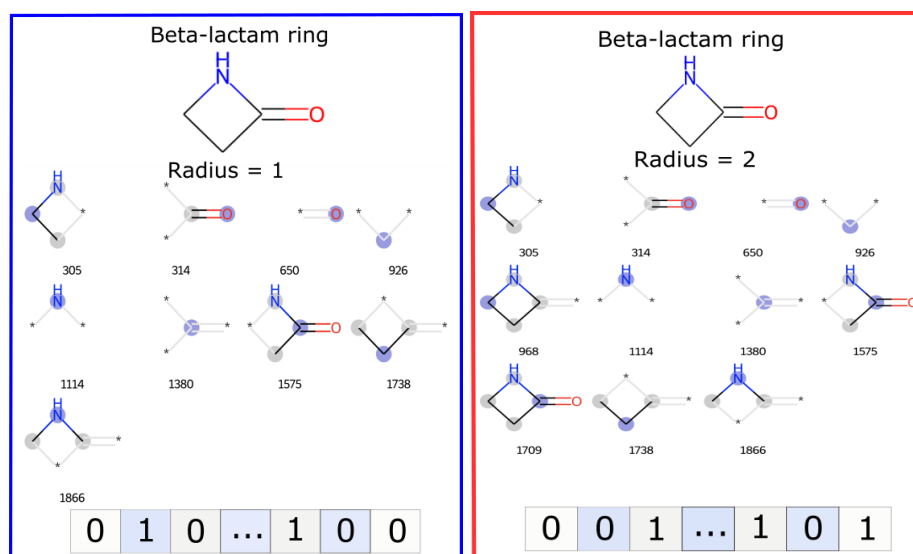 Beta-lactam ring
H
N
O
Radius = 1
H
N
*
*
O
*
*
O
*
*
305 314 650 926
H
N
*
*
*
*
*
N
O
*
*
*
1114 1380 1575 1738
H
N
*
*
1866
0 1 0 ... 1 0 0
Beta-lactam ring
H
N
O
Radius = 2
H
N
*
*
O
*
*
O
*
*
305 314 650 926
H
N
*
H
N
*
*
*
*
*
H
N
*
O
968 1114 1380 1575
H
N
O
*
*
H
N
*
*
1709 1738 1866
0 0 1 ... 1 0 1